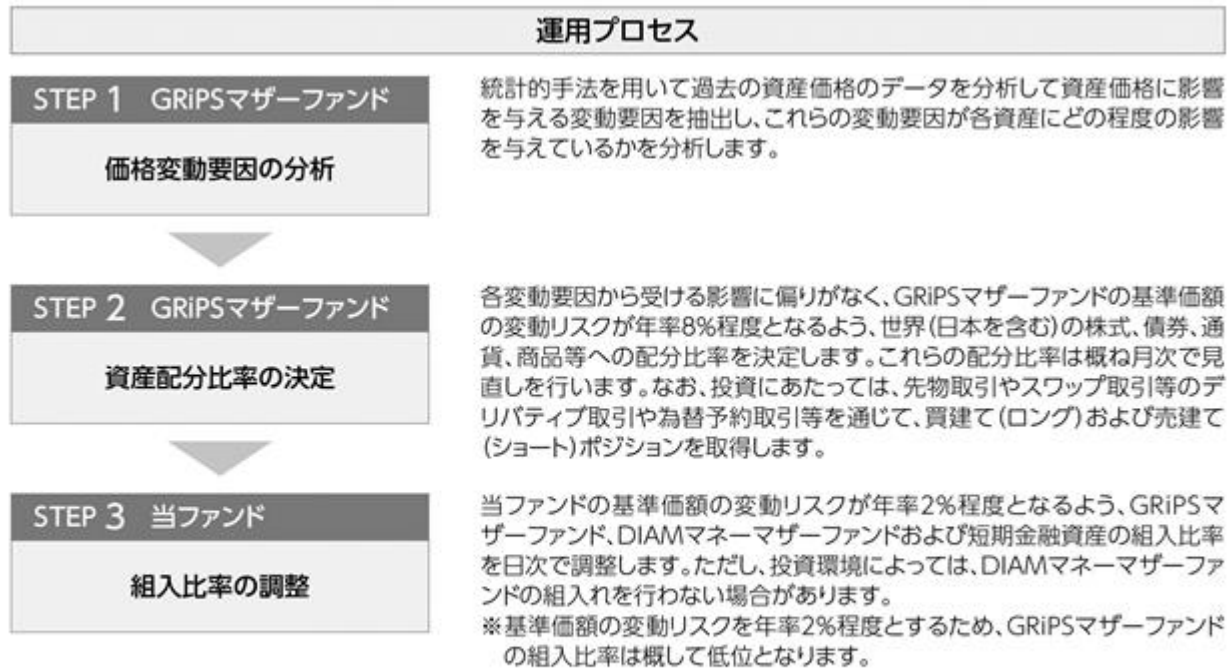 運用プロセス
STEP 1 GRiPSマザーファンド
価格変動要因の分析
統計的手法を用いて過去の資産価格のデータを分析して資産価格に影響
を与える変動要因を抽出し、これらの変動要因が各資産にどの程度の影響
を与えているかを分析します。
STEP 2 GRiPSマザーファンド
資産配分比率の決定
各変動要因から受ける影響に偏りがなく、GRiPSマザーファンドの基準価額
の変動リスクが年率8%程度となるよう、世界(日本を含む)の株式、債券、通
貨、商品等への配分比率を決定します。これらの配分比率は概ね月次で見
直しを行います。なお、投資にあたっては、先物取引やスワップ取引等のデ
リバティブ取引や為替予約取引等を通じて、買建て(ロング)および売建て
(ショート)ポジションを取得します。
STEP 3 当ファンド
組入比率の調整
当ファンドの基準価額の変動リスクが年率2%程度となるよう、GRiPSマ
ザーファンド、DIAMマネーマザーファンドおよび短期金融資産の組入比率
を日次で調整します。ただし、投資環境によっては、DIAMマネーマザーファ
ンドの組入れを行わない場合があります。
※基準価額の変動リスクを年率2%程度とするため、GRiPSマザーファンド
の組入比率は概して低位となります。